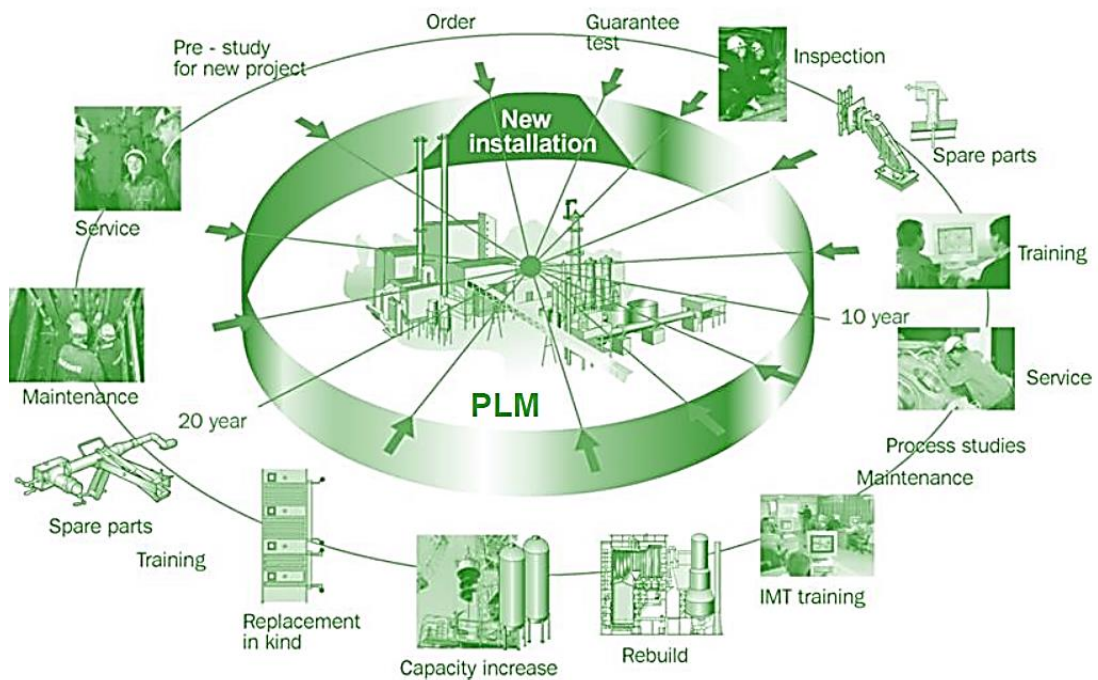 Order
Guarantee
test
Pre - study
for new project
Inspection
New
installation
Spare parts
Service
Training
10 year
Maintenance
Service
PLM
20 year
Process studies
Maintenance
Spare parts
Training
IMT training
Replacement
in kind
Rebuild
Capacity increase